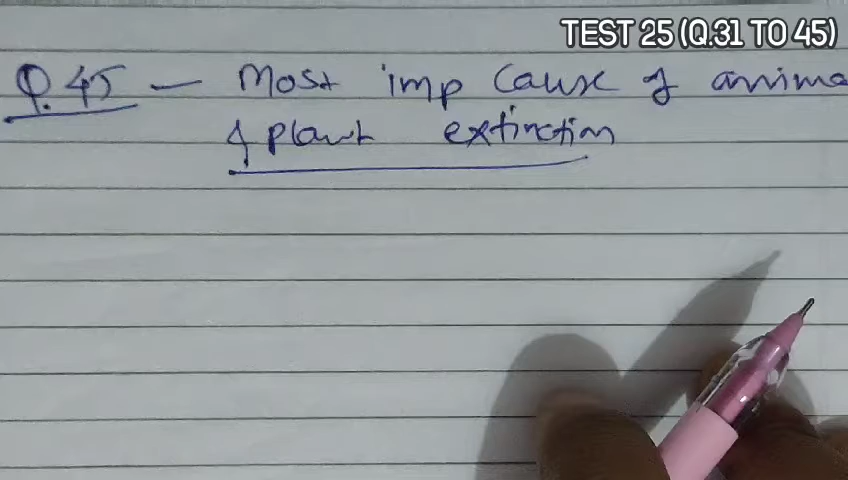 TEST 25 (Q.31 TO 45)
Q.45 — Most imp cause of anima
& plant extinction